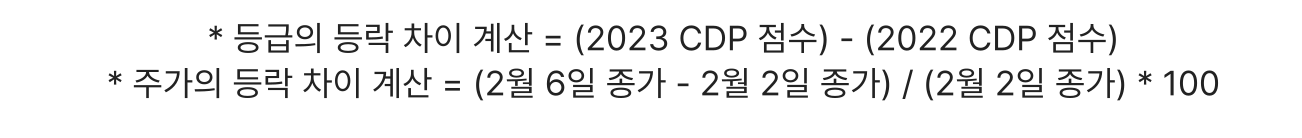 * 등급의 등락 차이 계산 = (2023 CDP 점수) - (2022 CDP 점수)
* 주가의 등락 차이 계산 = (2월 6일 종가 - 2월 2일 종가) / (2월 2일 종가) * 100